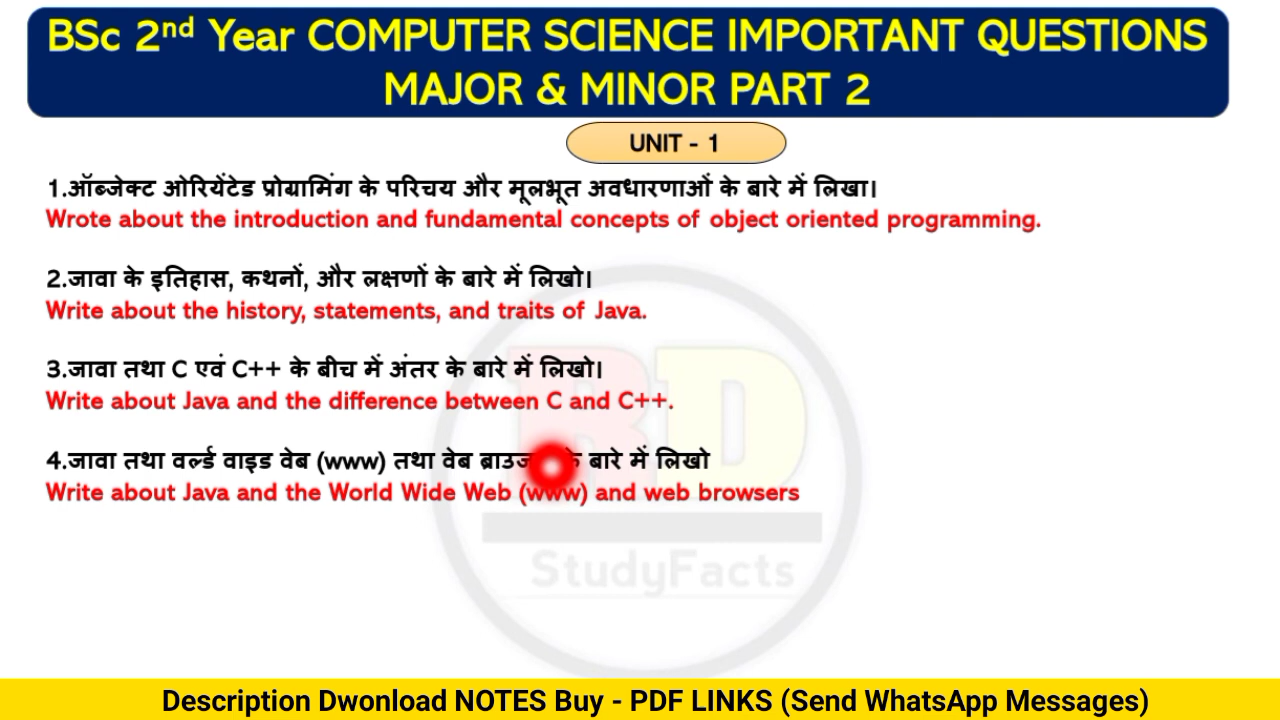 BSc 2nd Year COMPUTER SCIENCE IMPORTANT QUESTIONS
MAJOR & MINOR PART 2
UNIT - 1
1.ऑब्जेक्ट ओरियेंटेड प्रोग्रामिंग के परिचय और मूलभूत अवधारणाओं के बारे में लिखा।
Wrote about the introduction and fundamental concepts of object oriented programming.
2.जावा के इतिहास, कथनों, और लक्षणों के बारे में लिखो।
Write about the history, statements, and traits of Java.
3.जावा तथा C एवं C++ के बीच में अंतर के बारे में लिखो।
Write about Java and the difference between C and C++.
4.जावा तथा वर्ल्ड वाइड वेब (www) तथा वेब बारे में लिखो
Write about Java and the World Wide Web (www) and web browsers
RD
StudyFacts
Description Dwonload NOTES Buy - PDF LINKS (Send WhatsApp Messages)